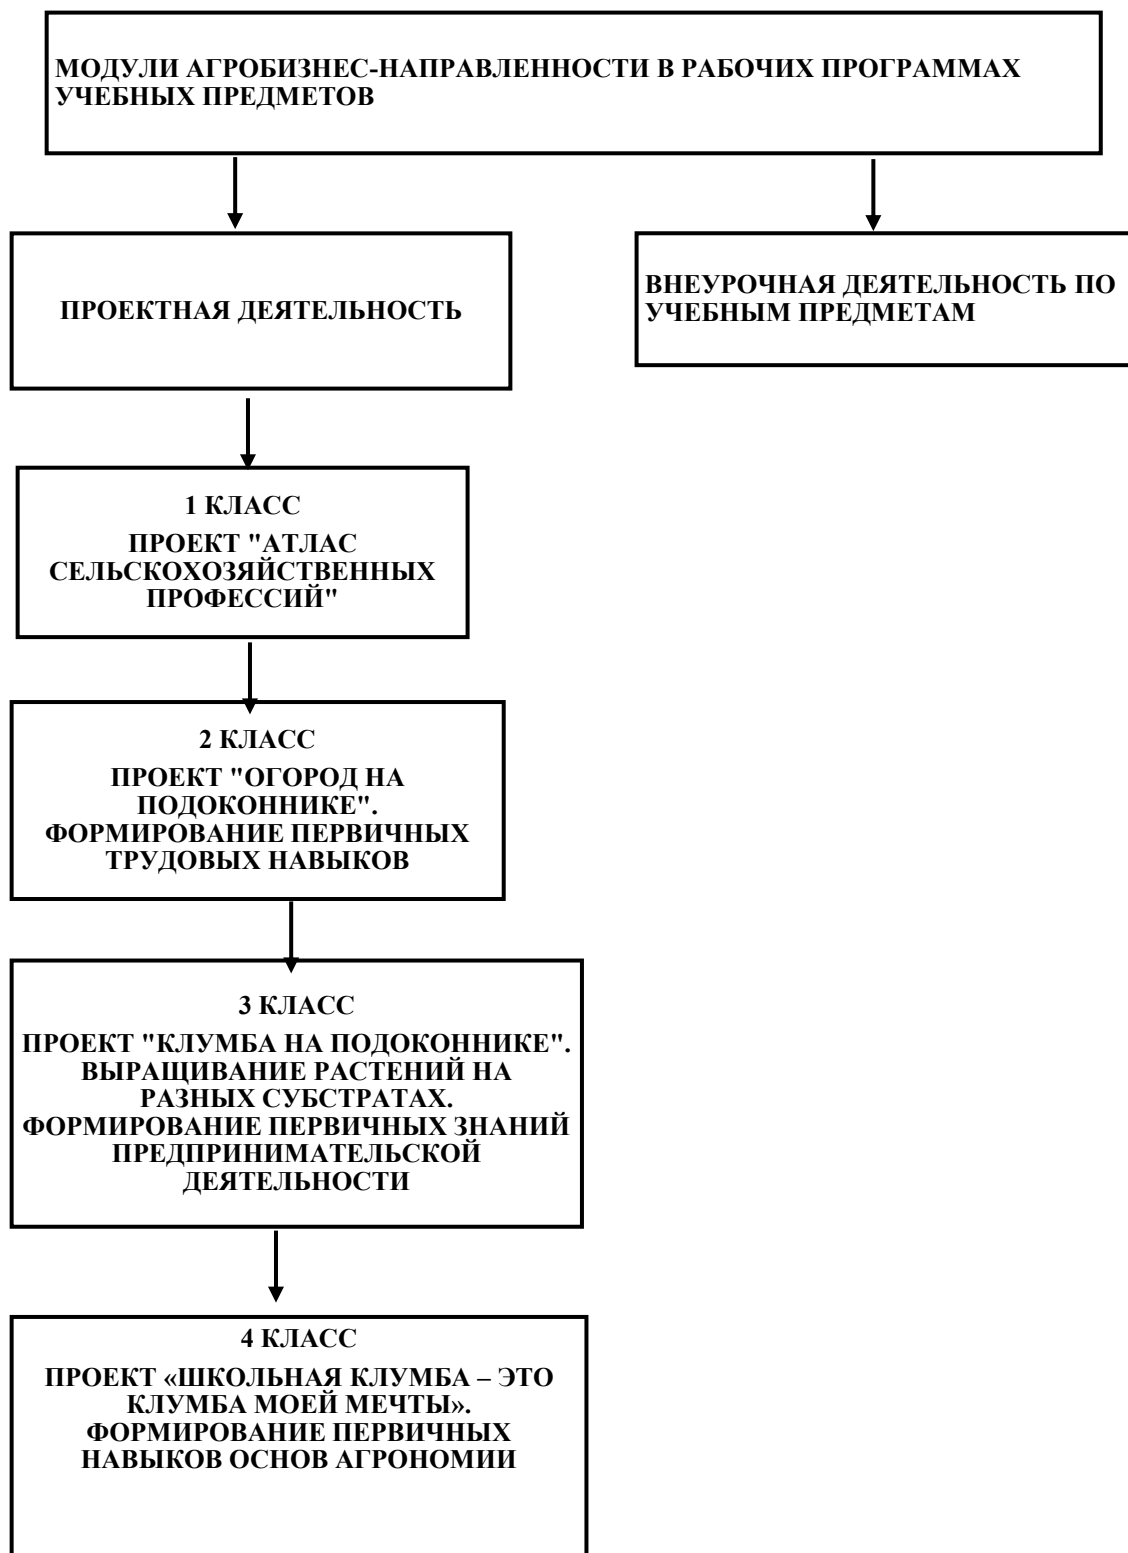 МОДУЛИ АГРОБИЗНЕС-НАПРАВЛЕННОСТИ В РАБОЧИХ ПРОГРАММАХ
УЧЕБНЫХ ПРЕДМЕТОВ
ПРОЕКТНАЯ ДЕЯТЕЛЬНОСТЬ
ВНЕУРОЧНАЯ ДЕЯТЕЛЬНОСТЬ ПО
УЧЕБНЫМ ПРЕДМЕТАМ
1 КЛАСС
ПРОЕКТ "АТЛАС
СЕЛЬСКОХОЗЯЙСТВЕННЫХ
ПРОФЕССИЙ"
2 КЛАСС
ПРОЕКТ "ОГОРОД НА
ПОДОКОННИКЕ".
ФОРМИРОВАНИЕ ПЕРВИЧНЫХ
ТРУДОВЫХ НАВЫКОВ
3 КЛАСС
ПРОЕКТ "КЛУМБА НА ПОДОКОННИКЕ".
ВЫРАЩИВАНИЕ РАСТЕНИЙ НА
РАЗНЫХ СУБСТРАТАХ.
ФОРМИРОВАНИЕ ПЕРВИЧНЫХ ЗНАНИЙ
ПРЕДПРИНИМАТЕЛЬСКОЙ
ДЕЯТЕЛЬНОСТИ
4 КЛАСС
ПРОЕКТ «ШКОЛЬНАЯ КЛУМБА – ЭТО
КЛУМБА МОЕЙ МЕЧТЫ».
ФОРМИРОВАНИЕ ПЕРВИЧНЫХ
НАВЫКОВ ОСНОВ АГРОНОМИИ